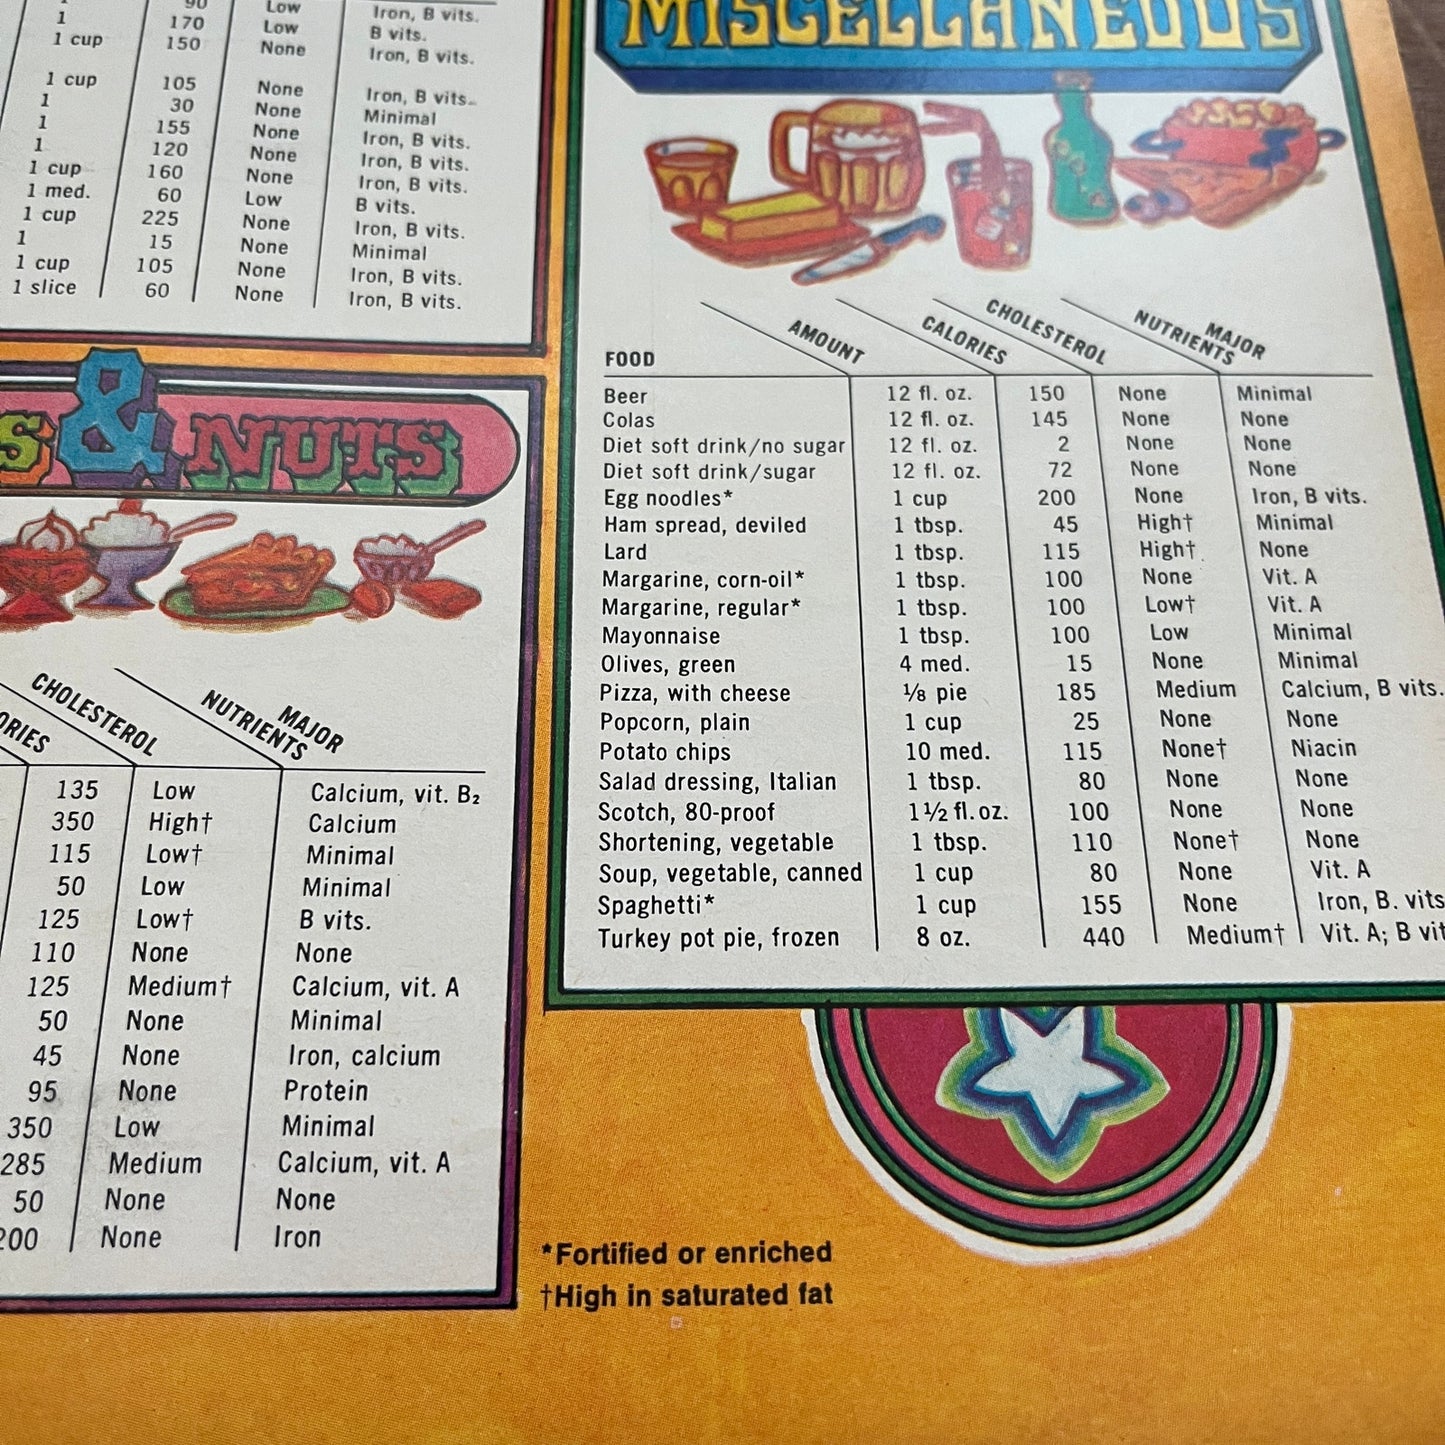 90 Low Iron, B vits.
1 170 Low B vits.
1 cup 150 None Iron, B vits.
1 cup 105 None Iron, B vits.
1 30 None Minimal
1 155 None Iron, B vits.
1 120 None Iron, B vits.
1 cup 160 None Iron, B vits.
1 med. 60 Low B vits.
1 cup 225 None Iron, B vits.
1 15 None Minimal
1 cup 105 None Iron, B vits.
1 slice 60 None Iron, B vits.
S & NUTS
CHOLESTEROL MAJOR NUTRIENTS
135 Low Calcium, vit. B₂
350 High† Calcium
115 Low† Minimal
50 Low Minimal
125 Low† B vits.
110 None None
125 Medium† Calcium, vit. A
50 None Minimal
45 None Iron, calcium
95 None Protein
350 Low Minimal
285 Medium Calcium, vit. A
50 None None
200 None Iron
MISCELLANEOUS
FOOD AMOUNT CALORIES CHOLESTEROL MAJOR NUTRIENTS
Beer 12 fl. oz. 150 None Minimal
Colas 12 fl. oz. 145 None None
Diet soft drink/no sugar 12 fl. oz. 2 None None
Diet soft drink/sugar 12 fl. oz. 72 None None
Egg noodles* 1 cup 200 None Iron, B vits.
Ham spread, deviled 1 tbsp. 45 High† Minimal
Lard 1 tbsp. 115 High† None
Margarine, corn-oil* 1 tbsp. 100 None Vit. A
Margarine, regular* 1 tbsp. 100 Low† Vit. A
Mayonnaise 1 tbsp. 100 Low Minimal
Olives, green 4 med. 15 None Minimal
Pizza, with cheese ⅛ pie 185 Medium Calcium, B vits.
Popcorn, plain 1 cup 25 None None
Potato chips 10 med. 115 None† Niacin
Salad dressing, Italian 1 tbsp. 80 None None
Scotch, 80-proof 1½ fl. oz. 100 None None
Shortening, vegetable 1 tbsp. 110 None† None
Soup, vegetable, canned 1 cup 80 None Vit. A
Spaghetti* 1 cup 155 None Iron, B. vits
Turkey pot pie, frozen 8 oz. 440 Medium† Vit. A; B vit
*Fortified or enriched
†High in saturated fat